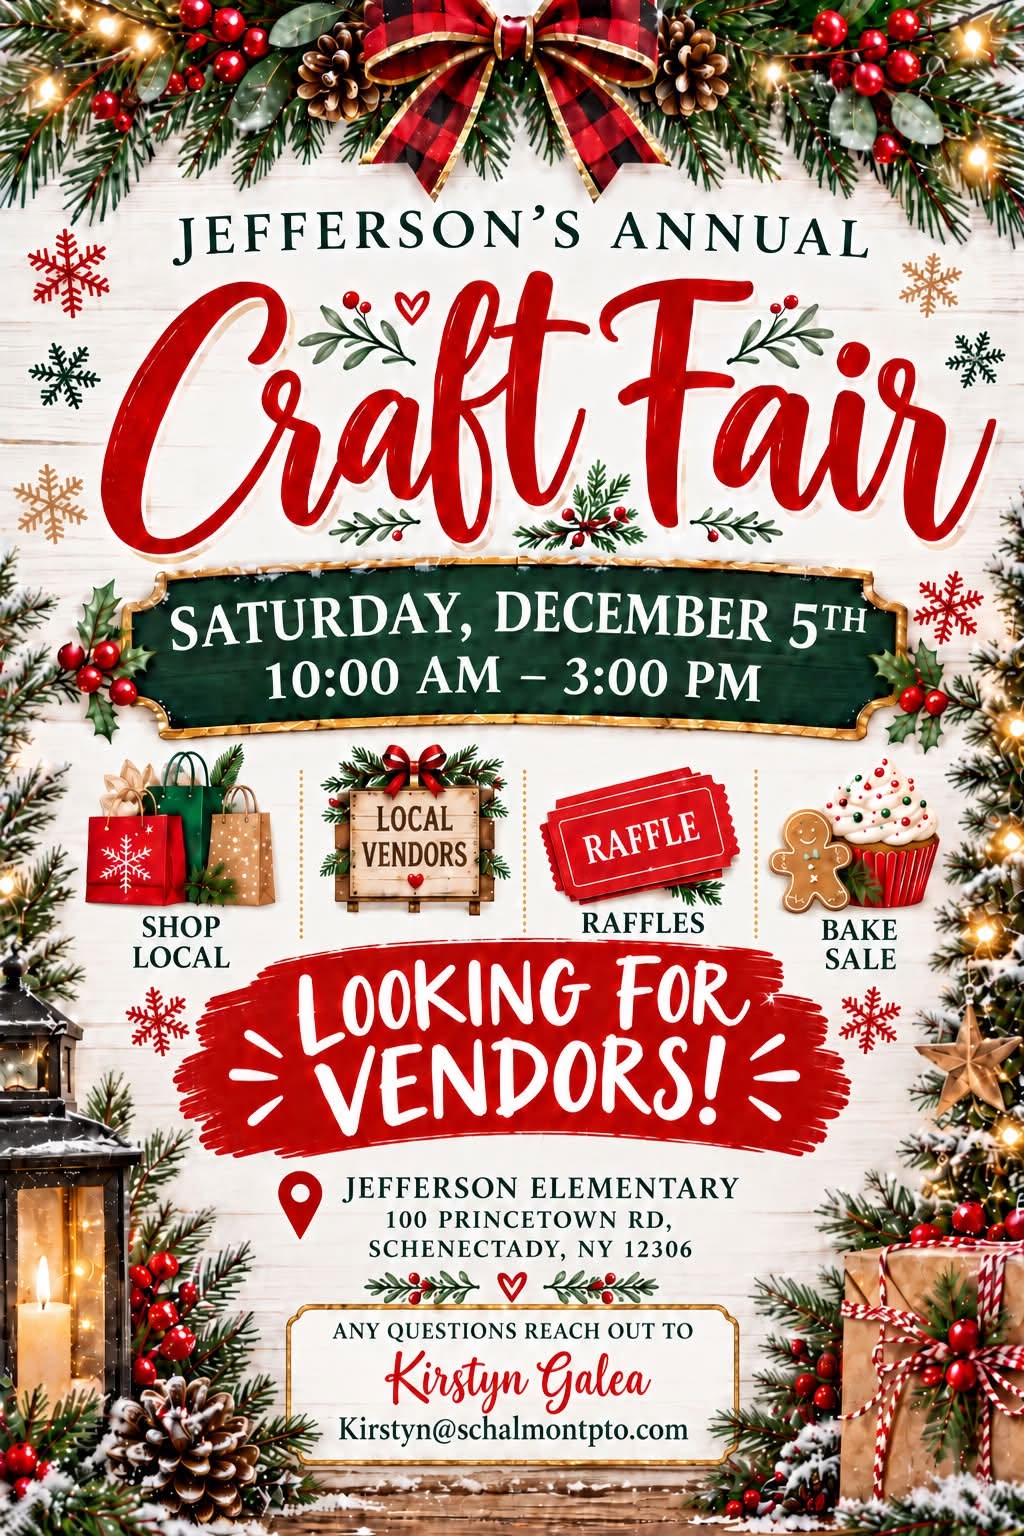 JEFFERSON'S ANNUAL
Craft Fair
SATURDAY, DECEMBER 5TH
10:00 AM – 3:00 PM
LOCAL
VENDORS
RAFFLE
SHOP
LOCAL
RAFFLES
BAKE
SALE
LOOKING FOR
VENDORS!
JEFFERSON ELEMENTARY
100 PRINCETOWN RD,
SCHENECTADY, NY 12306
ANY QUESTIONS REACH OUT TO
Kirstyn Galea
Kirstyn@schalmontpto.com